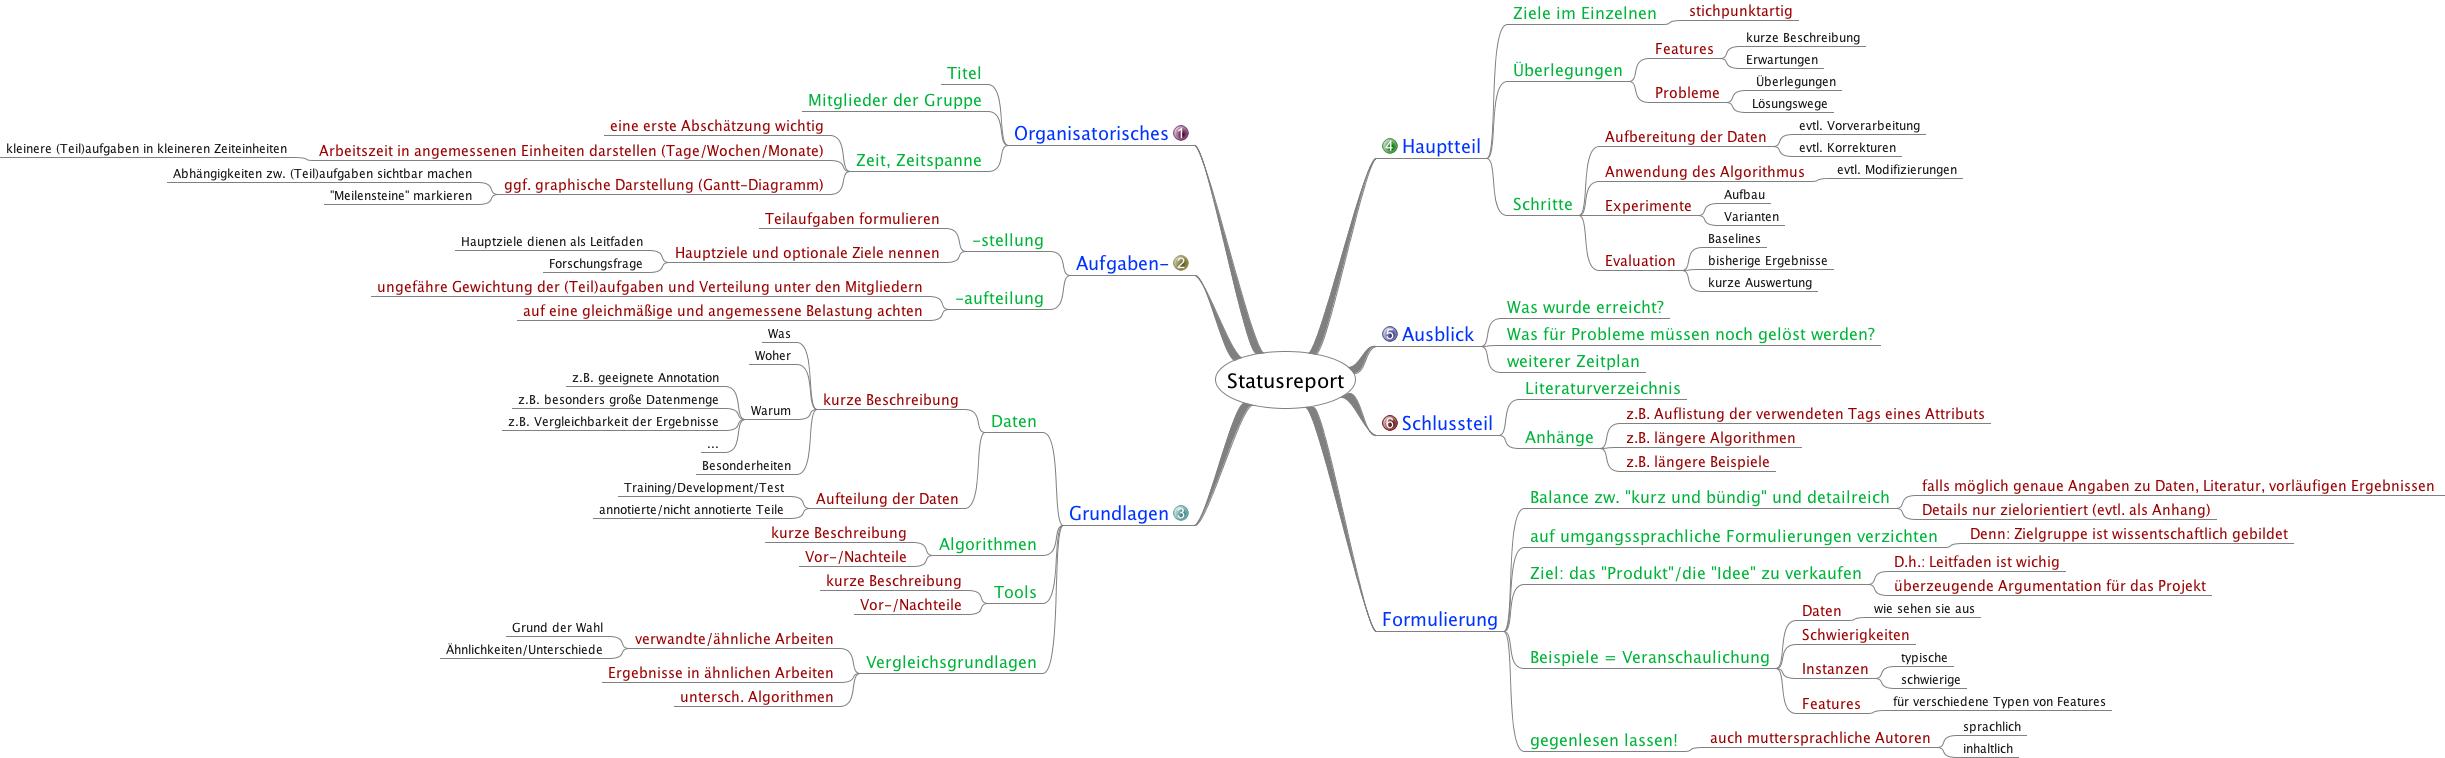 Statusreport
Organisatorisches 1
Titel
Mitglieder der Gruppe
Zeit, Zeitspanne
eine erste Abschätzung wichtig
Arbeitszeit in angemessenen Einheiten darstellen (Tage/Wochen/Monate)
kleinere (Teil)aufgaben in kleineren Zeiteinheiten
ggf. graphische Darstellung (Gantt-Diagramm)
Abhängigkeiten zw. (Teil)aufgaben sichtbar machen
"Meilensteine" markieren
Aufgaben- 2
-stellung
Teilaufgaben formulieren
Hauptziele und optionale Ziele nennen
Hauptziele dienen als Leitfaden
Forschungsfrage
-aufteilung
ungefähre Gewichtung der (Teil)aufgaben und Verteilung unter den Mitgliedern
auf eine gleichmäßige und angemessene Belastung achten
Grundlagen 3
Daten
kurze Beschreibung
Was
Woher
Warum
z.B. geeignete Annotation
z.B. besonders große Datenmenge
z.B. Vergleichbarkeit der Ergebnisse
...
Besonderheiten
Aufteilung der Daten
Training/Development/Test
annotierte/nicht annotierte Teile
Algorithmen
kurze Beschreibung
Vor-/Nachteile
Tools
kurze Beschreibung
Vor-/Nachteile
Vergleichsgrundlagen
verwandte/ähnliche Arbeiten
Grund der Wahl
Ähnlichkeiten/Unterschiede
Ergebnisse in ähnlichen Arbeiten
untersch. Algorithmen
4 Hauptteil
Ziele im Einzelnen
stichpunktartig
Überlegungen
Features
kurze Beschreibung
Erwartungen
Probleme
Überlegungen
Lösungswege
Schritte
Aufbereitung der Daten
evtl. Vorverarbeitung
evtl. Korrekturen
Anwendung des Algorithmus
evtl. Modifizierungen
Experimente
Aufbau
Varianten
Evaluation
Baselines
bisherige Ergebnisse
kurze Auswertung
5 Ausblick
Was wurde erreicht?
Was für Probleme müssen noch gelöst werden?
weiterer Zeitplan
6 Schlussteil
Literaturverzeichnis
Anhänge
z.B. Auflistung der verwendeten Tags eines Attributs
z.B. längere Algorithmen
z.B. längere Beispiele
Formulierung
Balance zw. "kurz und bündig" und detailreich
falls möglich genaue Angaben zu Daten, Literatur, vorläufigen Ergebnissen
Details nur zielorientiert (evtl. als Anhang)
auf umgangssprachliche Formulierungen verzichten
Denn: Zielgruppe ist wissentschaftlich gebildet
Ziel: das "Produkt"/die "Idee" zu verkaufen
D.h.: Leitfaden ist wichig
überzeugende Argumentation für das Projekt
Beispiele = Veranschaulichung
Daten
wie sehen sie aus
Schwierigkeiten
Instanzen
typische
schwierige
Features
für verschiedene Typen von Features
gegenlesen lassen!
auch muttersprachliche Autoren
sprachlich
inhaltlich